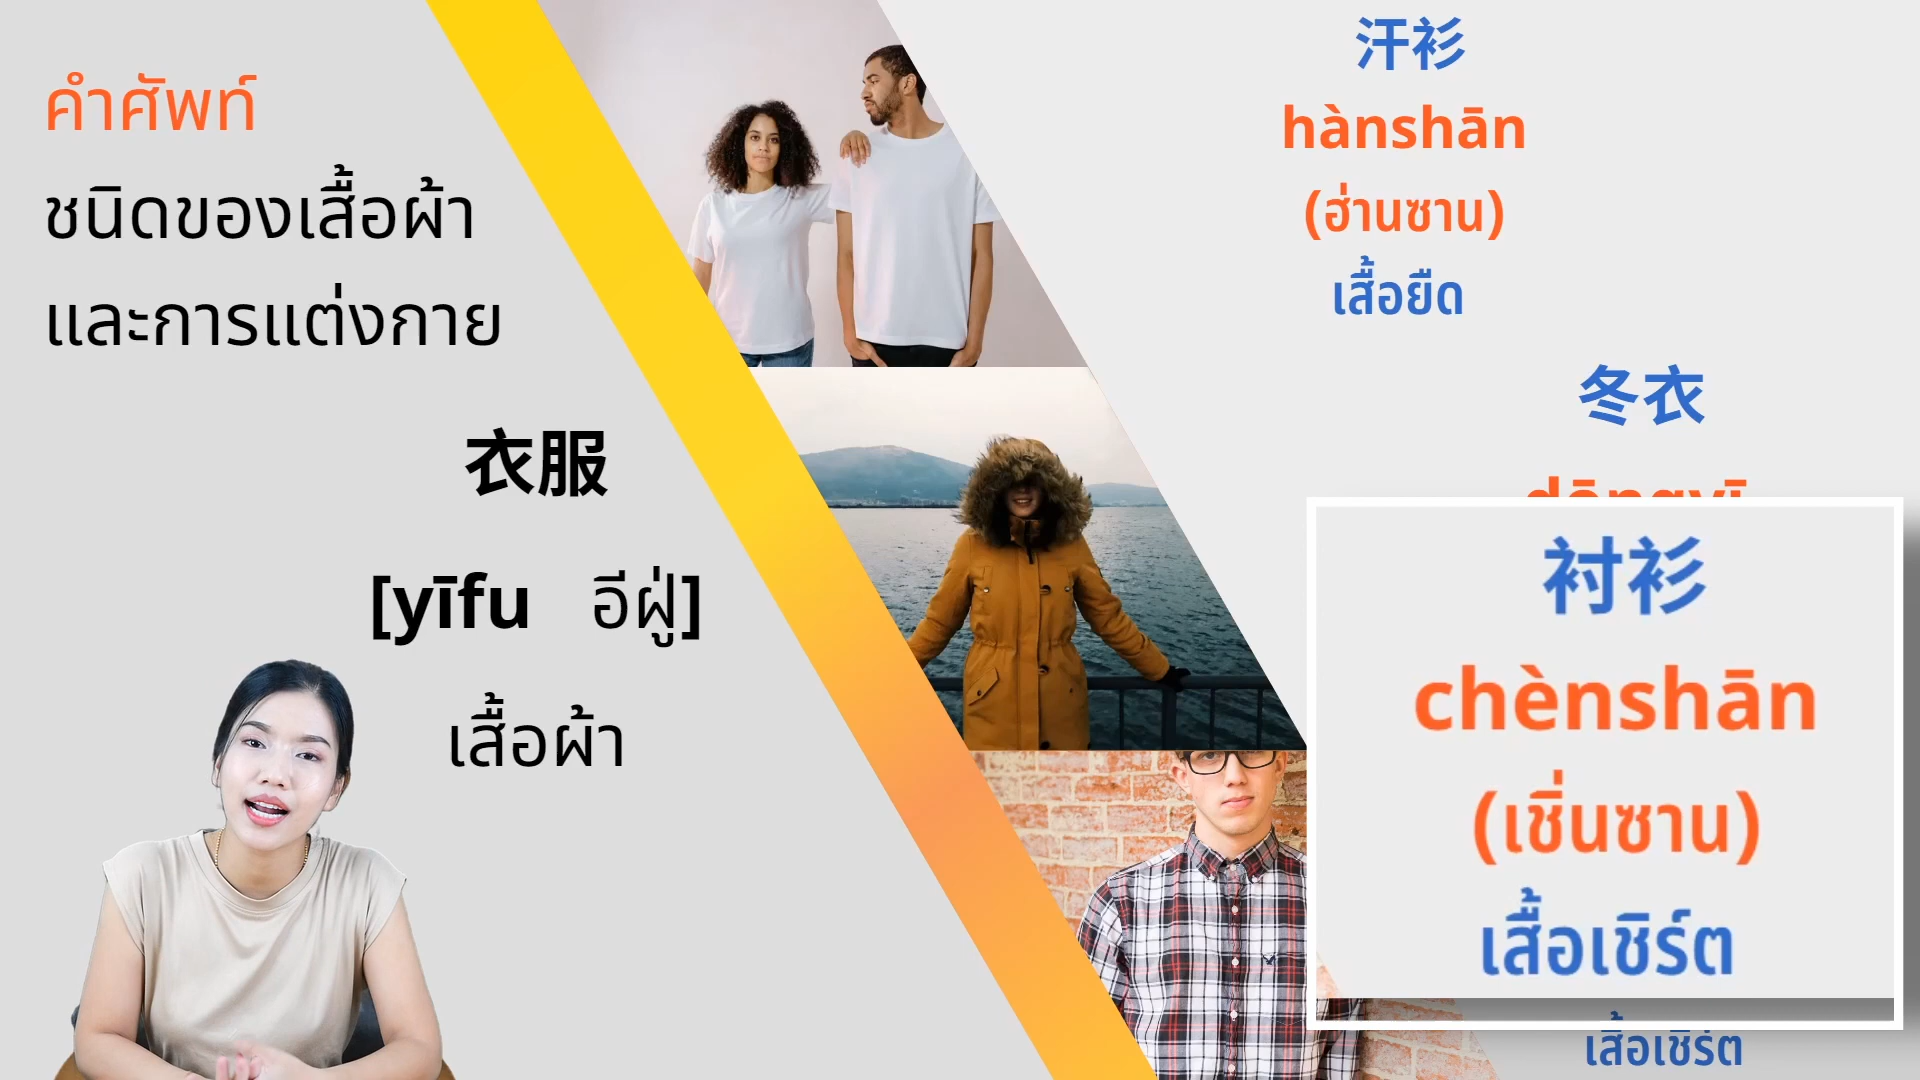 คำศัพท์
ชนิดของเสื้อผ้า
และการแต่งกาย
衣服
[yīfu อีฝู่]
เสื้อผ้า
汗衫
hànshān
(ฮ่านซาน)
เสื้อยืด
冬衣
dōngyī
衬衫
chènshān
(เชิ่นซาน)
เสื้อเชิร์ต
เสื้อเชิร์ต